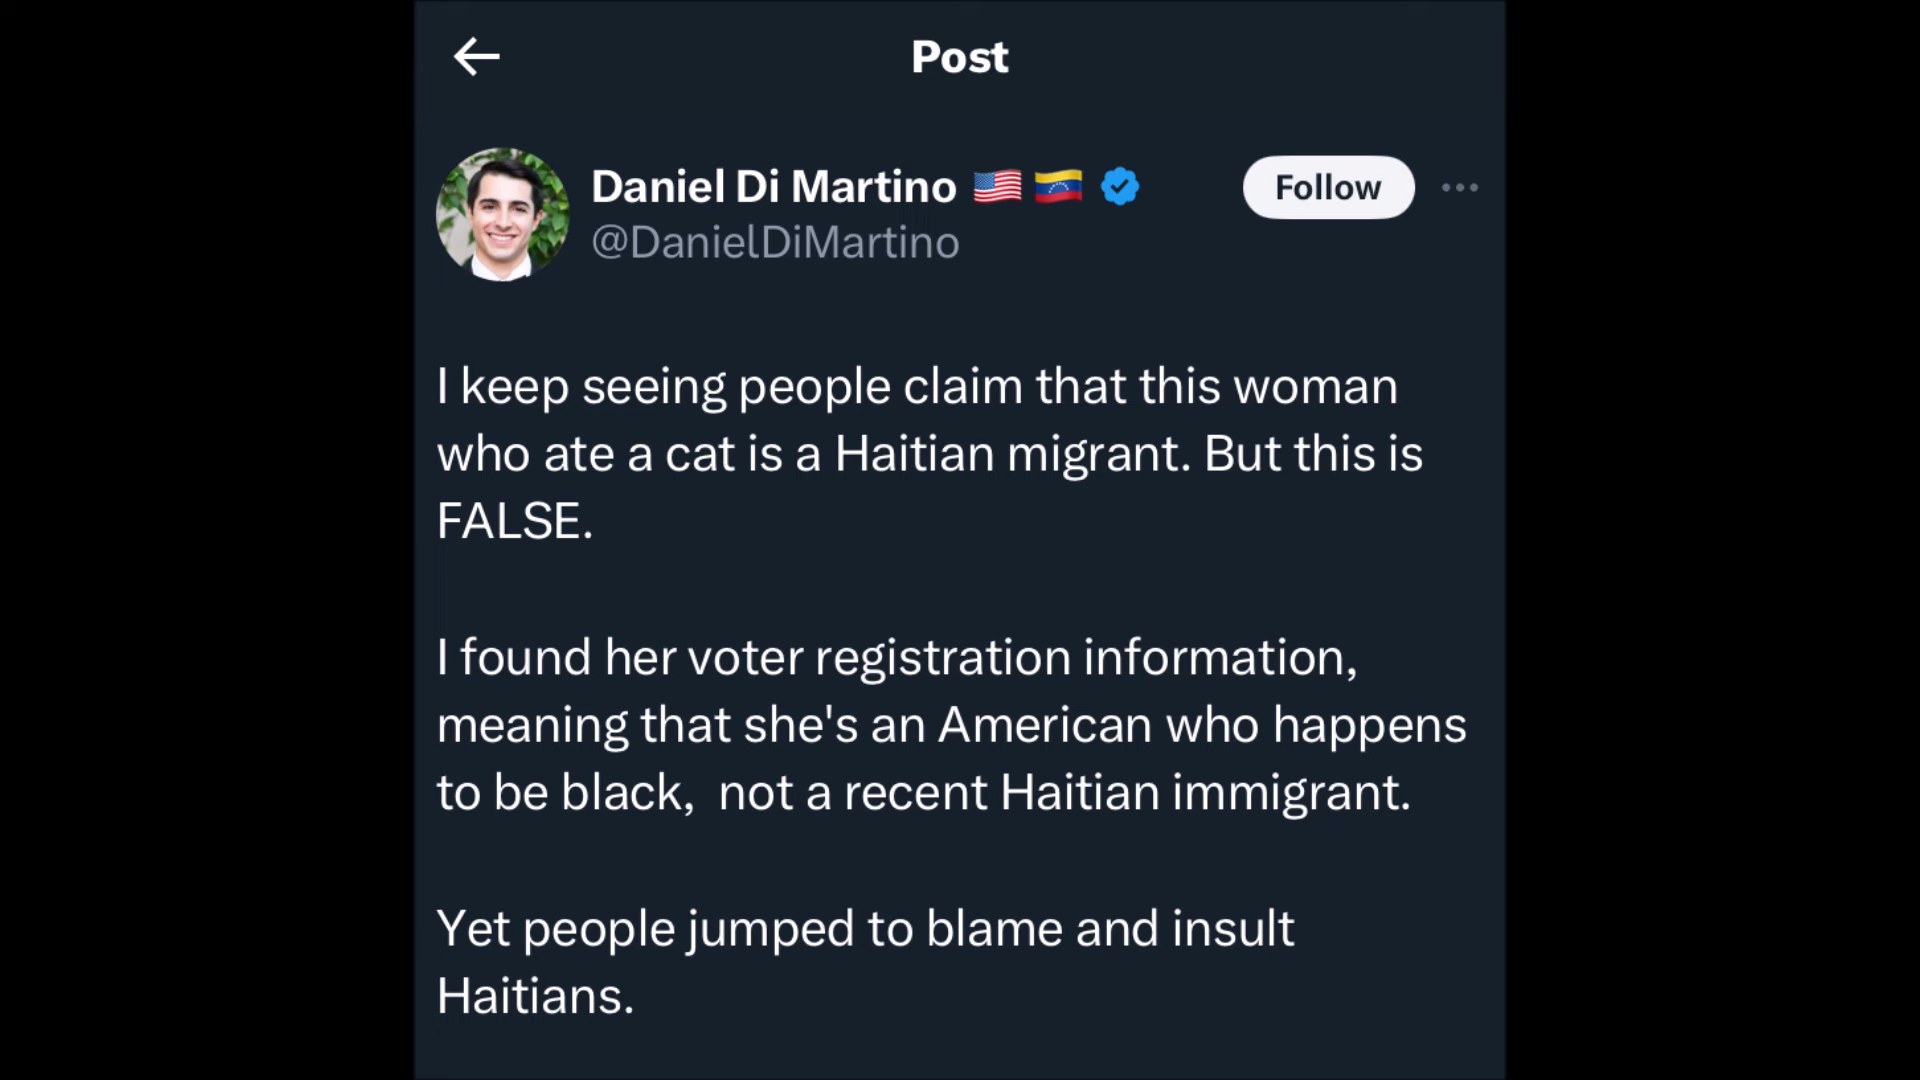 Post
Daniel Di Martino 🇺🇸 🇻🇪
Follow
@DanielDiMartino
I keep seeing people claim that this woman
who ate a cat is a Haitian migrant. But this is
FALSE.
I found her voter registration information,
meaning that she's an American who happens
to be black,  not a recent Haitian immigrant.
Yet people jumped to blame and insult
Haitians.